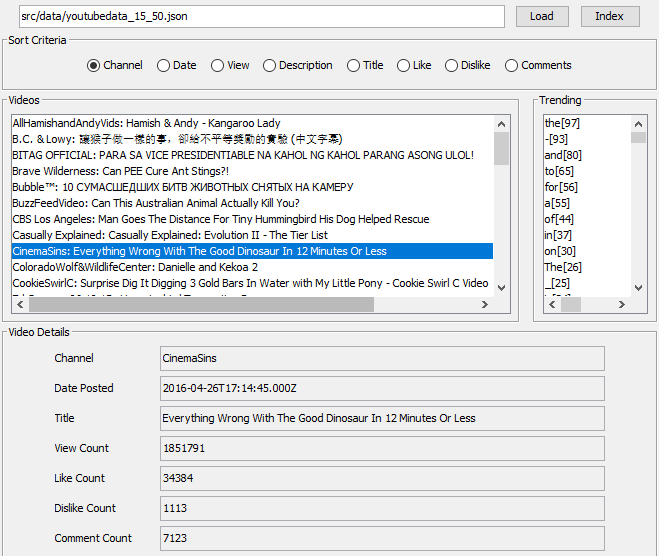 src/data/youtubedata_15_50.json Load Index
Sort Criteria
Channel Date View Description Title Like Dislike Comments
Videos
AllHamishandAndyVids: Hamish & Andy - Kangaroo Lady
B.C. & Lowy: 讓猴子做一樣的事，卻給不平等獎勵的實驗 (中文字幕)
BITAG OFFICIAL: PARA SA VICE PRESIDENTIABLE NA KAHOL NG KAHOL PARANG ASONG ULOL!
Brave Wilderness: Can PEE Cure Ant Stings?!
Bubble™: 10 СУМАСШЕДШИХ БИТВ ЖИВОТНЫХ СНЯТЫХ НА КАМЕРУ
BuzzFeedVideo: Can This Australian Animal Actually Kill You?
CBS Los Angeles: Man Goes The Distance For Tiny Hummingbird His Dog Helped Rescue
Casually Explained: Casually Explained: Evolution II - The Tier List
CinemaSins: Everything Wrong With The Good Dinosaur In 12 Minutes Or Less
ColoradoWolf&WildlifeCenter: Danielle and Kekoa 2
CookieSwirlC: Surprise Dig It Digging 3 Gold Bars In Water with My Little Pony - Cookie Swirl C Video
Trending
the[97]
-[93]
and[80]
to[65]
for[56]
a[55]
of[44]
in[37]
on[30]
The[26]
_[25]
Video Details
Channel CinemaSins
Date Posted 2016-04-26T17:14:45.000Z
Title Everything Wrong With The Good Dinosaur In 12 Minutes Or Less
View Count 1851791
Like Count 34384
Dislike Count 1113
Comment Count 7123